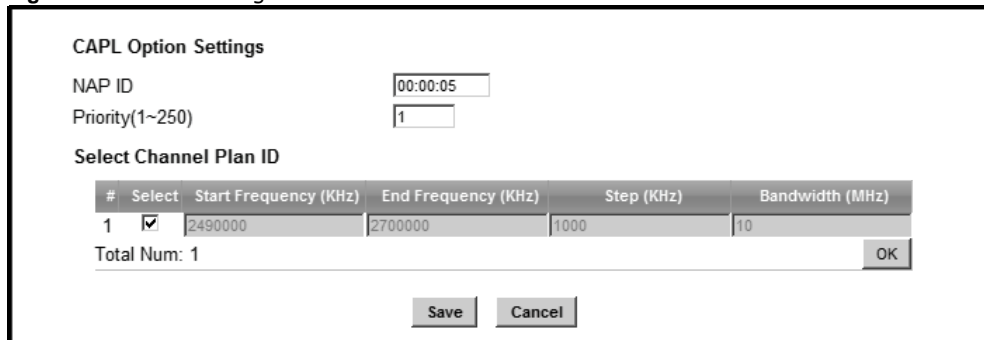 CAPL Option Settings
NAP ID 00:00:05
Priority(1~250) 1
Select Channel Plan ID
# Select Start Frequency (KHz) End Frequency (KHz) Step (KHz) Bandwidth (MHz)
1 2490000 2700000 1000 10
Total Num: 1 OK
Save Cancel